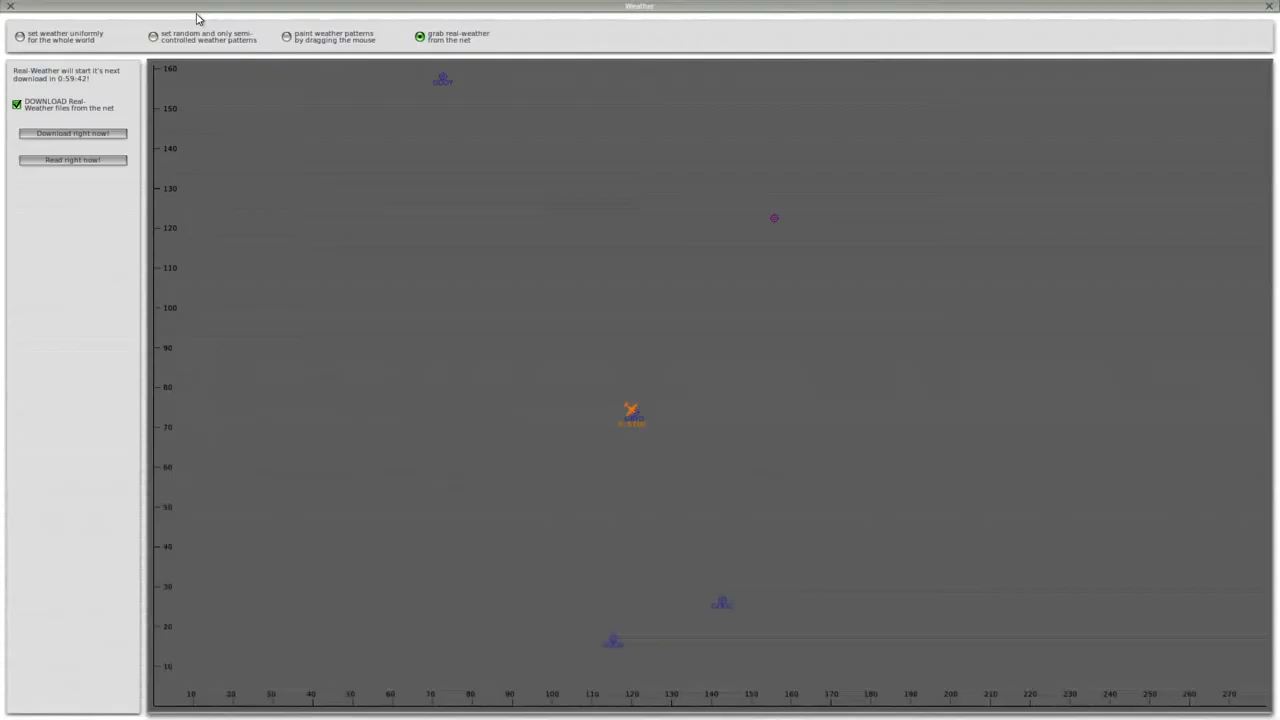 Weather
set weather uniformly
for the whole world
set random and only semi-
controlled weather patterns
paint weather patterns
by dragging the mouse
grab real-weather
from the net
Real-Weather will start it's next
download in 0:59:42!
DOWNLOAD Real-
Weather files from the net
Download right now!
Read right now!
160
150
140
130
120
110
100
90
80
70
60
50
40
30
20
10
10 20 30 40 50 60 70 80 90 100 110 120 130 140 150 160 170 180 190 200 210 220 230 240 250 260 270